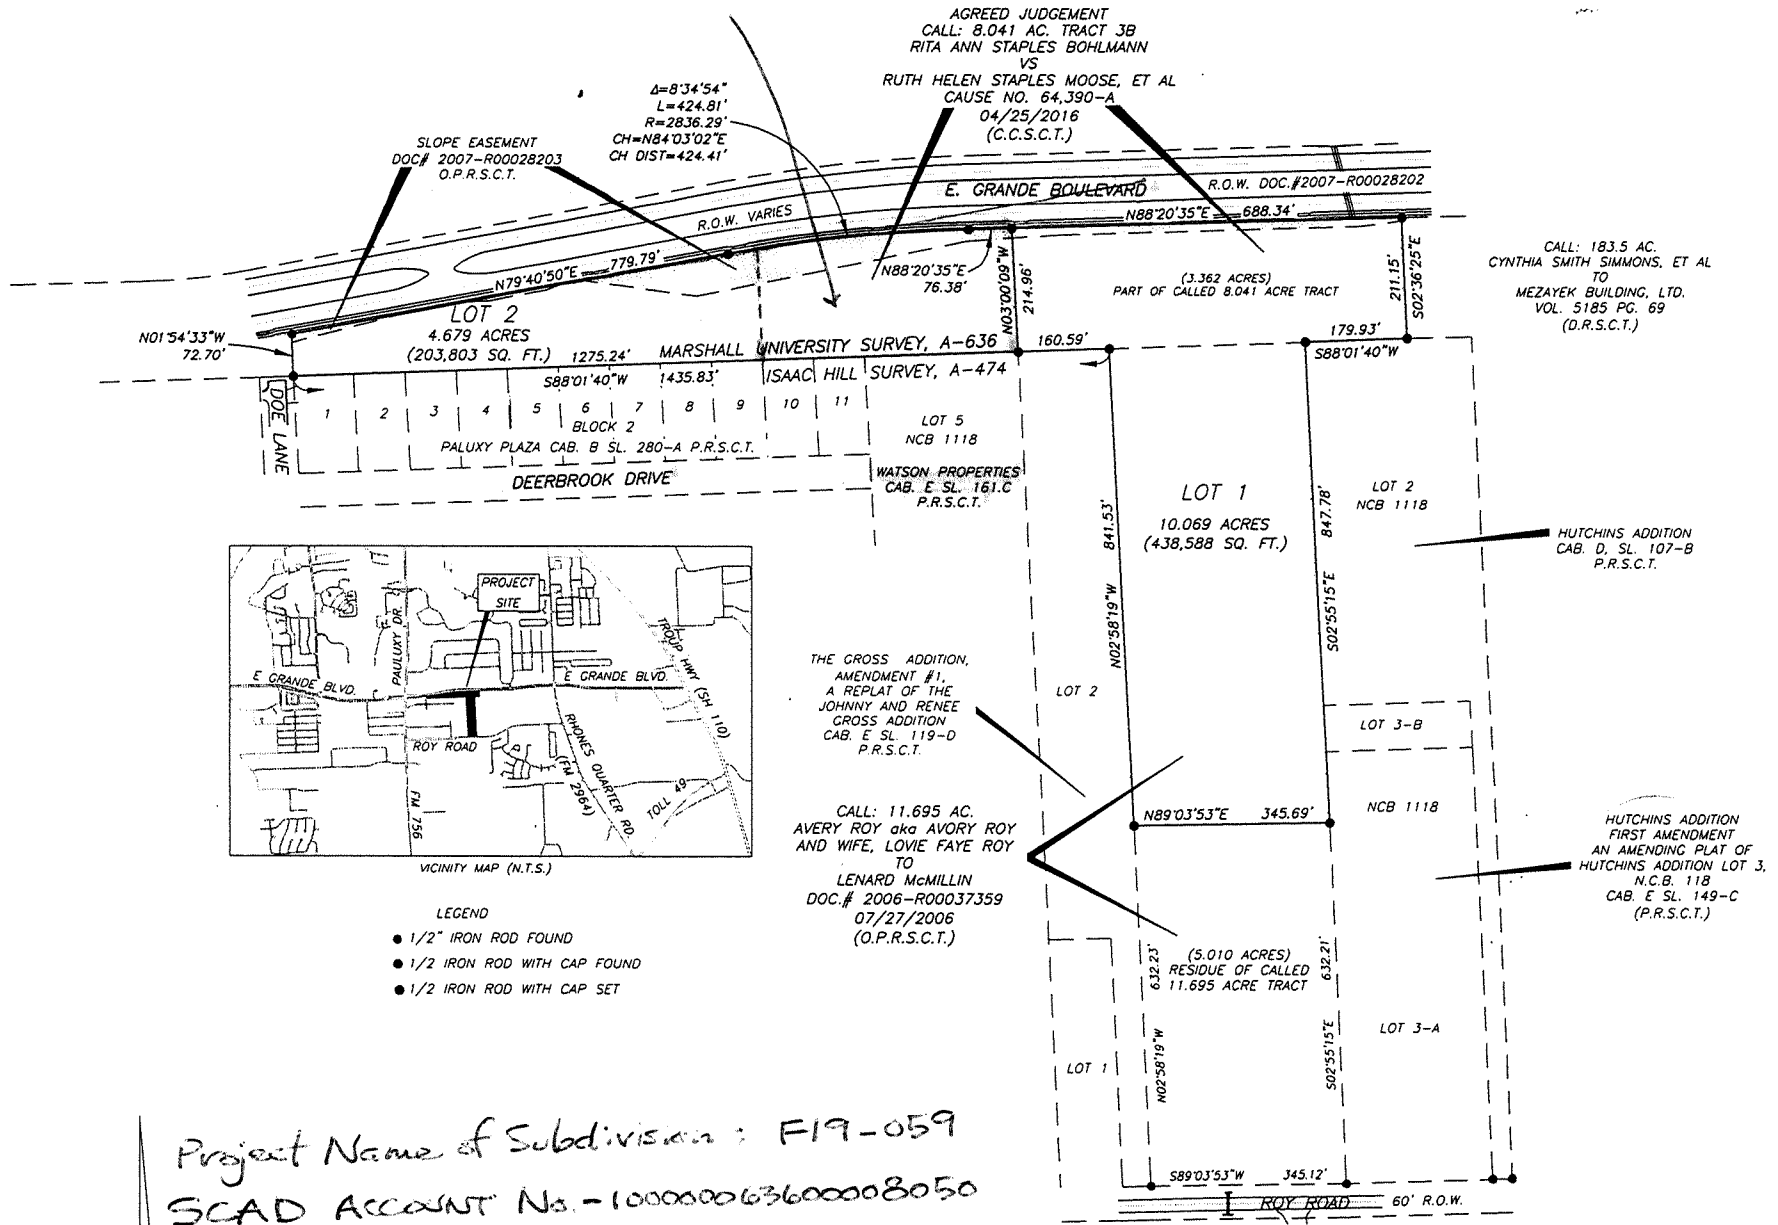 AGREED JUDGEMENT
CALL: 8.041 AC. TRACT 3B
RITA ANN STAPLES BOHLMANN
VS
RUTH HELEN STAPLES MOOSE, ET AL
CAUSE NO. 64,390-A
04/25/2016
(C.C.S.C.T.)
Δ=8°34'54"
L=424.81'
R=2836.29'
CH=N84°03'02"E
CH DIST=424.41'
SLOPE EASEMENT
DOC# 2007-R00028203
O.P.R.S.C.T.
E. GRANDE BOULEVARD
R.O.W. DOC.#2007-R00028202
R.O.W. VARIES
N88°20'35"E 688.34'
N79°40'50"E 779.79'
N88°20'35"E
76.38'
N03°00'09"W
214.96'
(3.362 ACRES)
PART OF CALLED 8.041 ACRE TRACT
211.15'
S02°36'25"E
CALL: 183.5 AC.
CYNTHIA SMITH SIMMONS, ET AL
TO
MEZAYEK BUILDING, LTD.
VOL. 5185 PG. 69
(D.R.S.C.T.)
N01°54'33"W
72.70'
LOT 2
4.679 ACRES
(203,803 SQ. FT.)
1275.24'
MARSHALL UNIVERSITY SURVEY, A-636
160.59'
179.93'
S88°01'40"W
S88°01'40"W 1435.83'
ISAAC HILL SURVEY, A-474
DOE LANE
1 2 3 4 5 6 7 8 9 10 11
BLOCK 2
PALUXY PLAZA CAB. B SL. 280-A P.R.S.C.T.
DEERBROOK DRIVE
LOT 5
NCB 1118
WATSON PROPERTIES
CAB. E SL. 161.C
P.R.S.C.T.
841.53'
N02°58'19"W
LOT 1
10.069 ACRES
(438,588 SQ. FT.)
847.78'
S02°55'15"E
LOT 2
NCB 1118
HUTCHINS ADDITION
CAB. D, SL. 107-B
P.R.S.C.T.
PROJECT
SITE
PAULUXY DR.
TROUP HWY (SH 110)
E GRANDE BLVD.
E GRANDE BLVD.
ROY ROAD
RHONES QUARTER RD.
(FM 2964)
TOLL 49
FM 756
VICINITY MAP (N.T.S.)
THE GROSS ADDITION,
AMENDMENT #1,
A REPLAT OF THE
JOHNNY AND RENEE
GROSS ADDITION
CAB. E SL. 119-D
P.R.S.C.T.
LOT 2
LOT 3-B
NCB 1118
N89°03'53"E 345.69'
CALL: 11.695 AC.
AVERY ROY aka AVORY ROY
AND WIFE, LOVIE FAYE ROY
TO
LENARD McMILLIN
DOC.# 2006-R00037359
07/27/2006
(O.P.R.S.C.T.)
HUTCHINS ADDITION
FIRST AMENDMENT
AN AMENDING PLAT OF
HUTCHINS ADDITION LOT 3,
N.C.B. 118
CAB. E SL. 149-C
(P.R.S.C.T.)
LEGEND
1/2" IRON ROD FOUND
1/2 IRON ROD WITH CAP FOUND
1/2 IRON ROD WITH CAP SET
632.23'
N02°58'19"W
(5.010 ACRES)
RESIDUE OF CALLED
11.695 ACRE TRACT
632.21'
S02°55'15"E
LOT 3-A
LOT 1
S89°03'53"W 345.12'
ROY ROAD 60' R.O.W.
Project Name of Subdivision: F19-059
SCAD ACCOUNT No.-100000063600008050